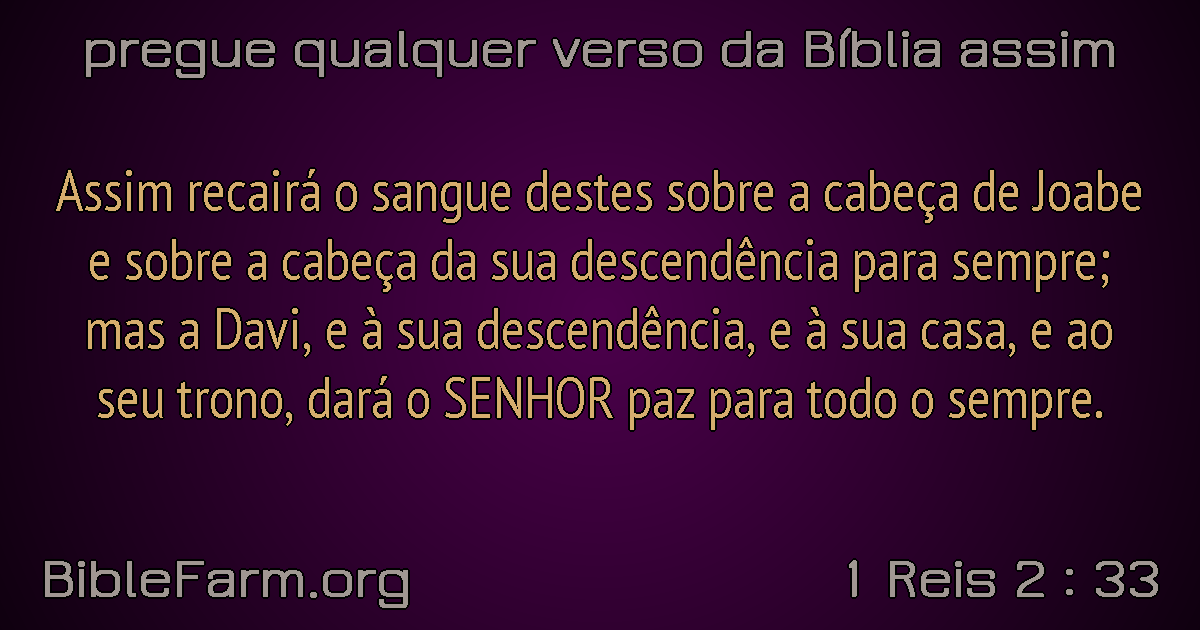 pregue qualquer verso da Bíblia assim
Assim recairá o sangue destes sobre a cabeça de Joabe
e sobre a cabeça da sua descendência para sempre;
mas a Davi, e à sua descendência, e à sua casa, e ao
seu trono, dará o SENHOR paz para todo o sempre.
BibleFarm.org
1 Reis 2 : 33